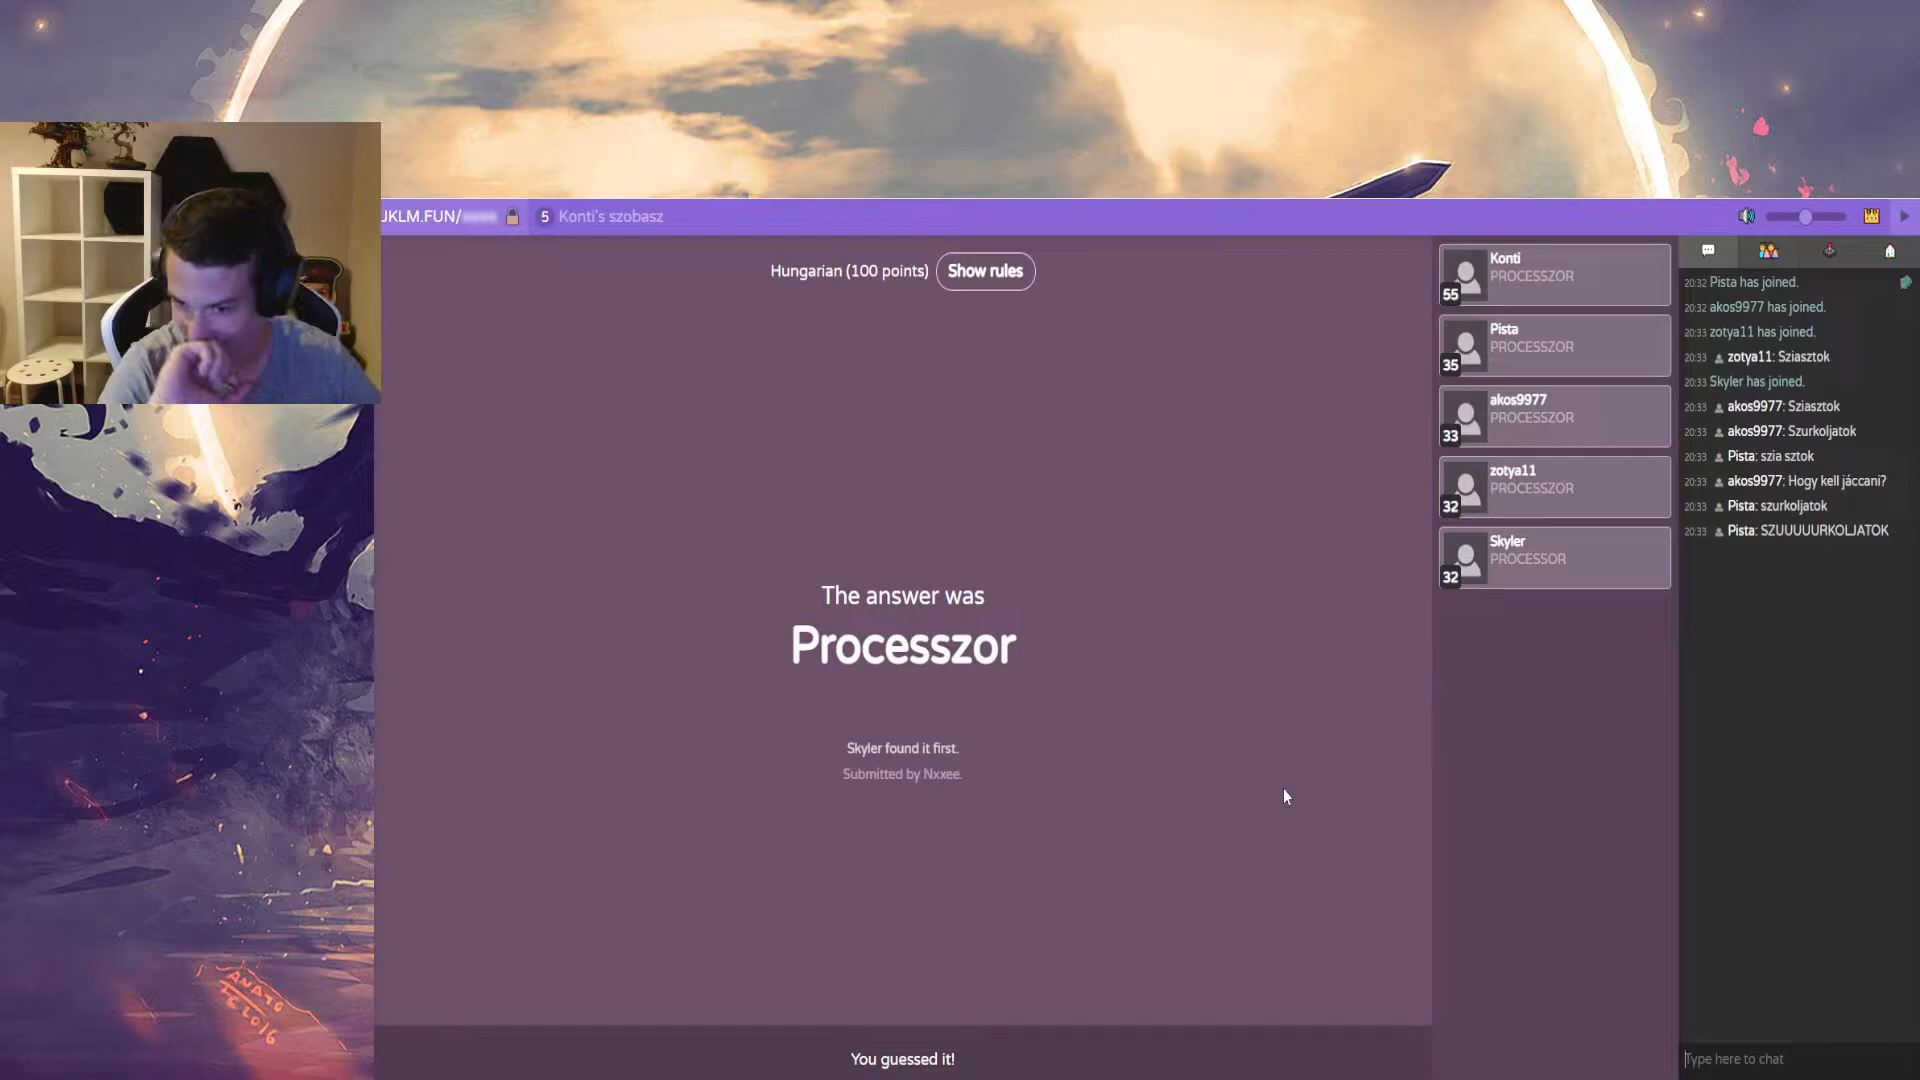 JKLM.FUN/
5 Konti's szobasz
Hungarian (100 points) Show rules
The answer was
Processzor
Skyler found it first.
Submitted by Nxxee.
You guessed it!
Konti
PROCESSZOR
55
Pista
PROCESSZOR
35
akos9977
PROCESSZOR
33
zotya11
PROCESSZOR
32
Skyler
PROCESSOR
32
20:32 Pista has joined.
20:32 akos9977 has joined.
20:33 zotya11 has joined.
20:33 zotya11: Sziasztok
20:33 Skyler has joined.
20:33 akos9977: Sziasztok
20:33 akos9977: Szurkoljatok
20:33 Pista: szia sztok
20:33 akos9977: Hogy kell jáccani?
20:33 Pista: szurkoljatok
20:33 Pista: SZUUUUURKOLJATOK
Type here to chat